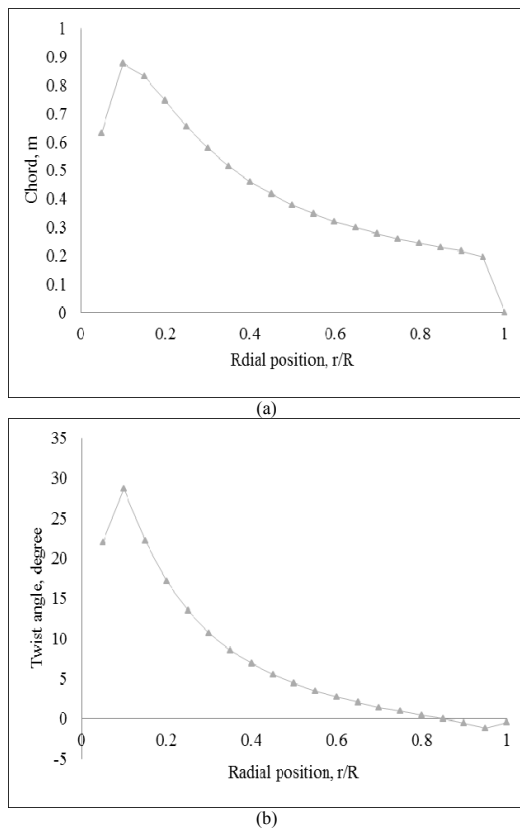 1
0.9
0.8
0.7
0.6
0.5
0.4
0.3
0.2
0.1
0
Chord, m
0 0.2 0.4 0.6 0.8 1
Rdial position, r/R
(a)
35
30
25
20
15
10
5
0
-5
Twist angle, degree
0 0.2 0.4 0.6 0.8 1
Radial position, r/R
(b)